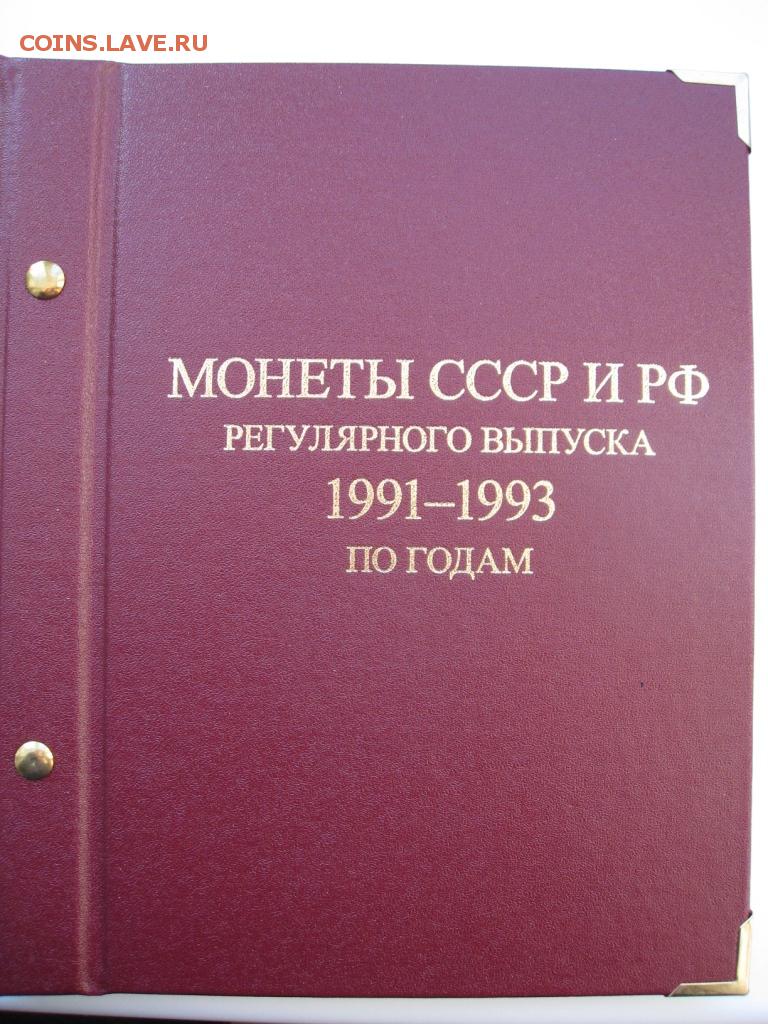 COINS.LAVE.RU
МОНЕТЫ СССР И РФ
РЕГУЛЯРНОГО ВЫПУСКА
1991–1993
ПО ГОДАМ